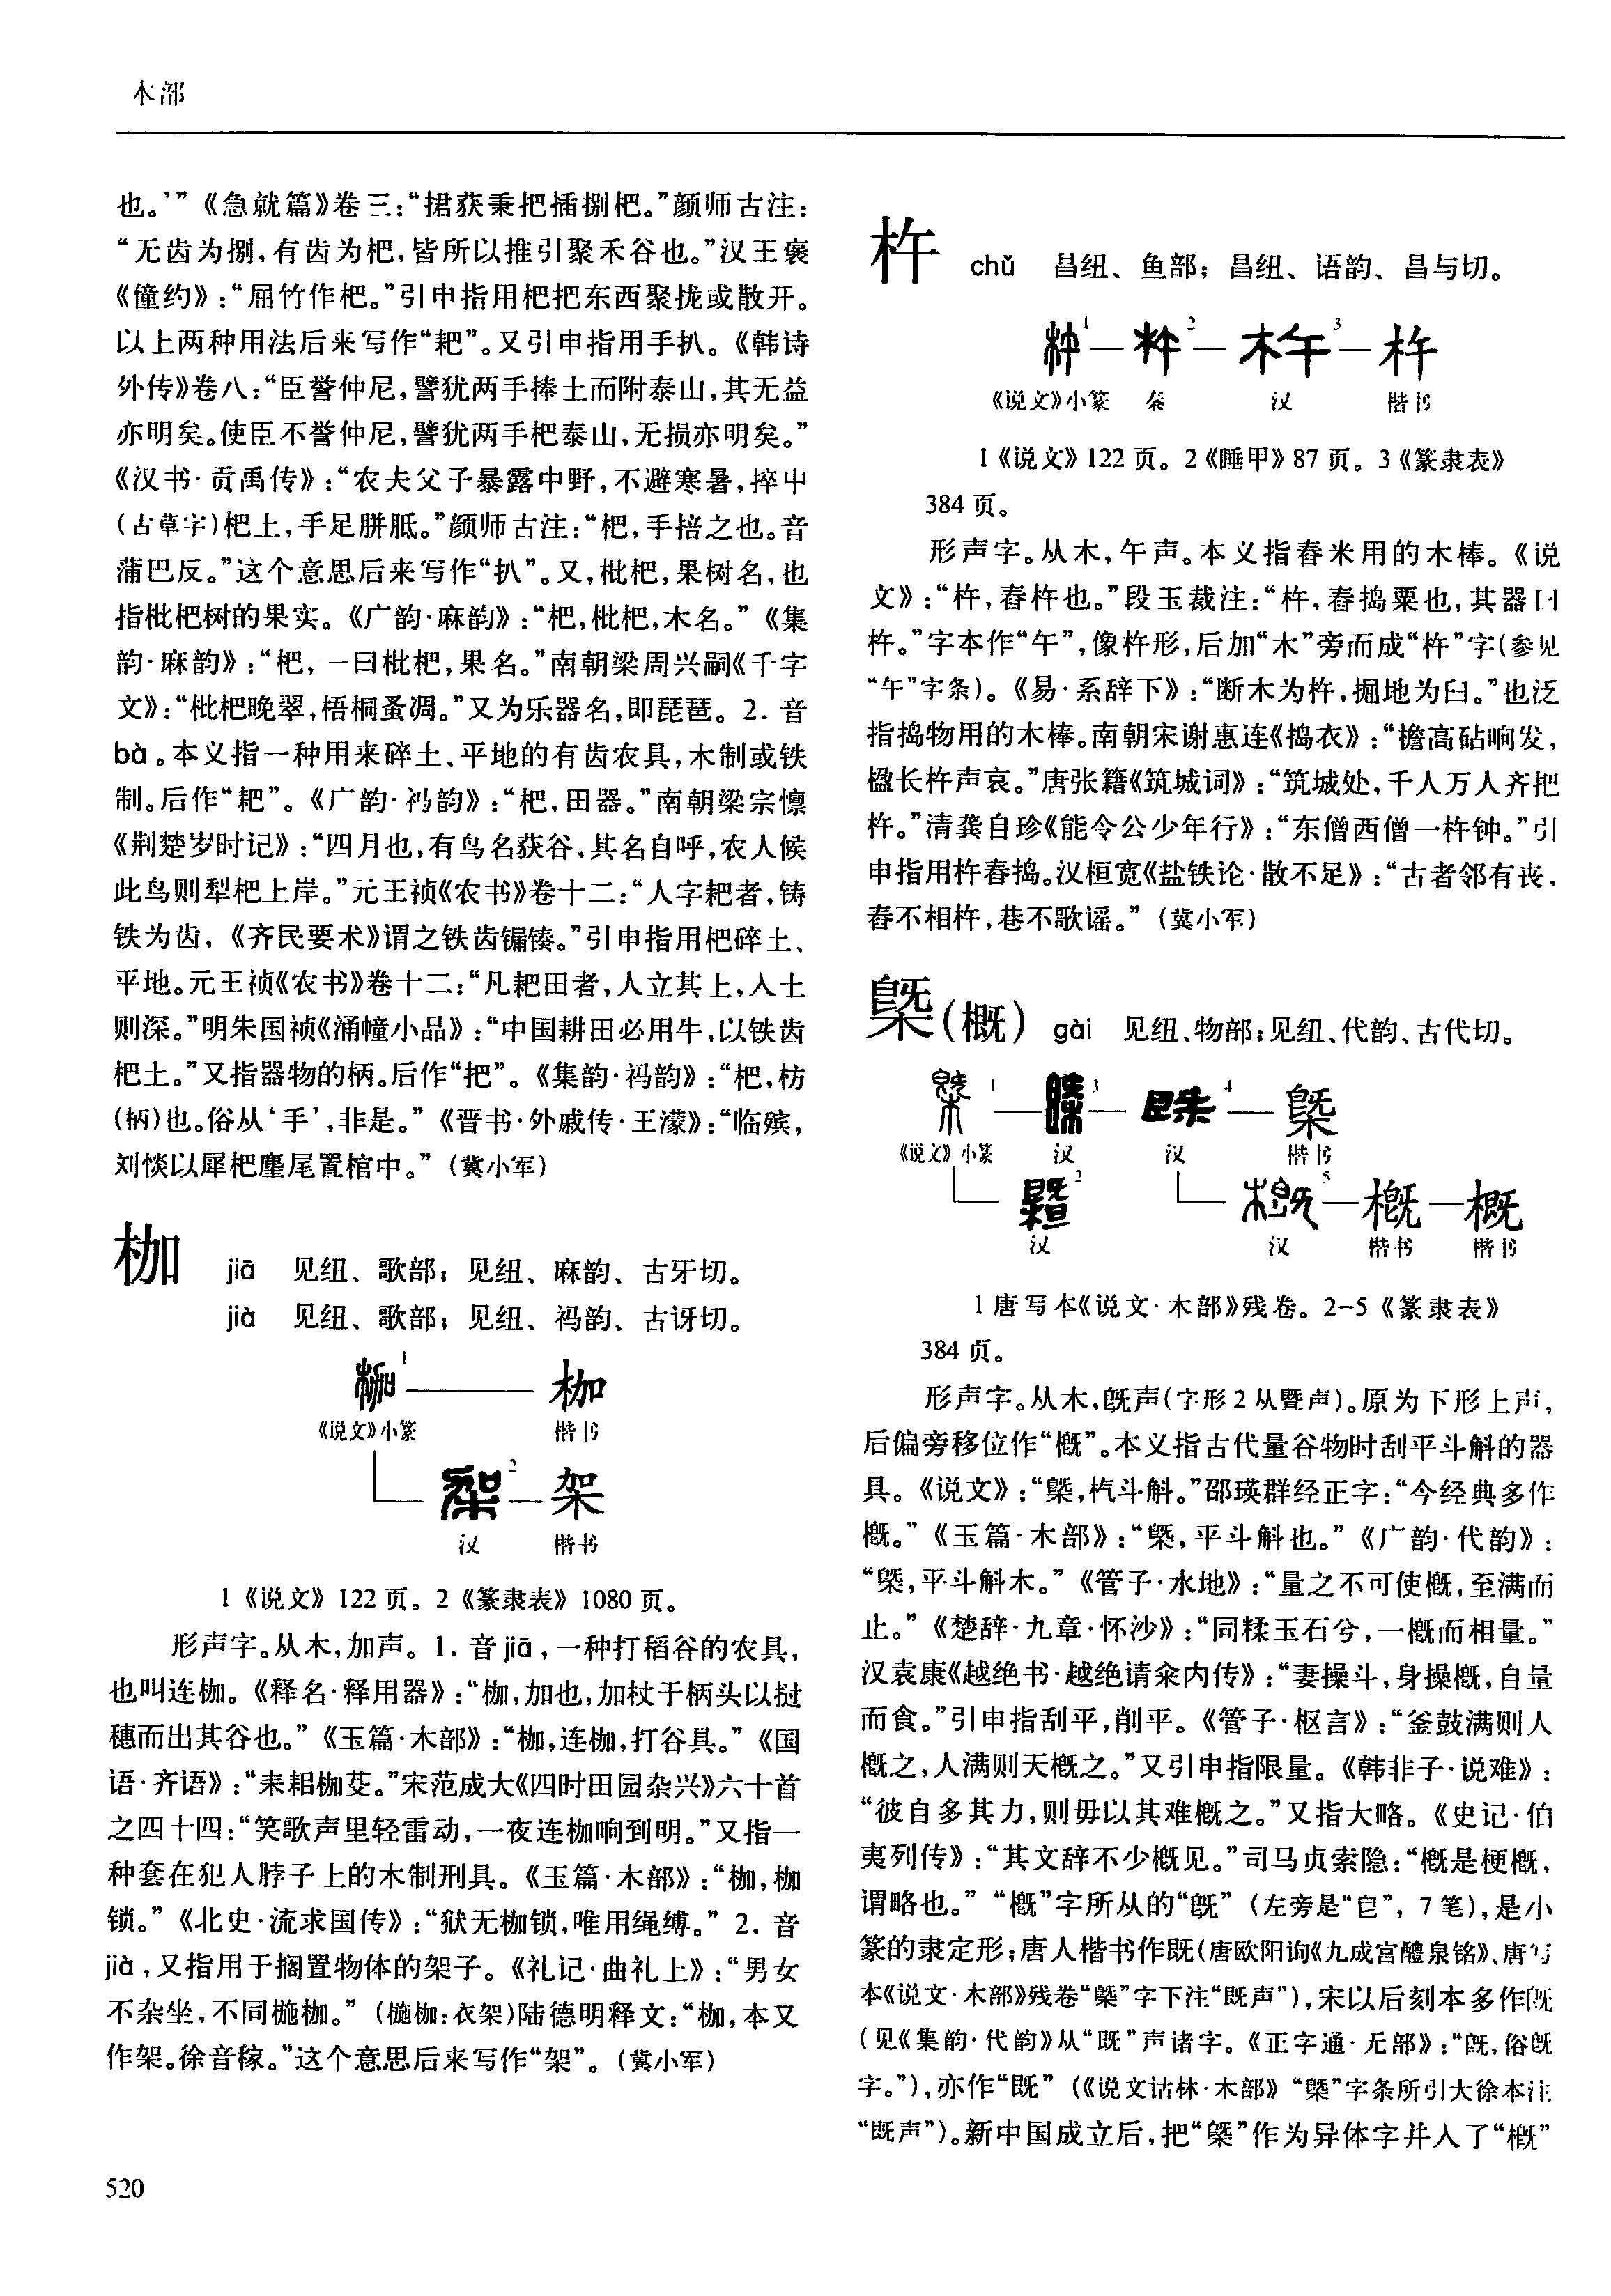 木部
也。’”《急就篇》卷三：“捃获秉把插捌杷。”颜师古注：
“无齿为捌，有齿为杷，皆所以推引聚禾谷也。”汉王褒
《僮约》：“屈竹作杷。”引申指用杷把东西聚拢或散开。
以上两种用法后来写作“耙”。又引申指用手扒。《韩诗
外传》卷八：“臣誉仲尼，譬犹两手捧土而附泰山，其无益
亦明矣。使臣不誉仲尼，譬犹两手杷泰山，无损亦明矣。”
《汉书·贡禹传》：“农夫父子暴露中野，不避寒暑，捽屮
（古草字）杷土，手足胼胝。”颜师古注：“杷，手掊之也。音
蒲巴反。”这个意思后来写作“扒”。又，枇杷，果树名，也
指枇杷树的果实。《广韵·麻韵》：“杷，枇杷，木名。”《集
韵·麻韵》：“杷，一曰枇杷，果名。”南朝梁周兴嗣《千字
文》：“枇杷晚翠，梧桐蚤凋。”又为乐器名，即琵琶。2. 音
bà。本义指一种用来碎土、平地的有齿农具，木制或铁
制。后作“耙”。《广韵·祃韵》：“杷，田器。”南朝梁宗懔
《荆楚岁时记》：“四月也，有鸟名获谷，其名自呼，农人候
此鸟则犁杷上岸。”元王祯《农书》卷十二：“人字耙者，铸
铁为齿，《齐民要术》谓之铁齿𨫒楱。”引申指用杷碎土、
平地。元王祯《农书》卷十二：“凡耙田者，人立其上，入土
则深。”明朱国祯《涌幢小品》：“中国耕田必用牛，以铁齿
杷土。”又指器物的柄。后作“把”。《集韵·祃韵》：“杷，枋
（柄）也。俗从‘手’，非是。”《晋书·外戚传·王濛》：“临殡，
刘惔以犀杷麈尾置棺中。”（冀小军）
枷 jiā 见纽、歌部；见纽、麻韵、古牙切。
jià 见纽、歌部；见纽、祃韵、古讶切。
1 枷
《说文》小篆 楷书
2 架
汉 楷书
1《说文》122 页。2《篆隶表》1080 页。
形声字。从木，加声。1. 音 jiā，一种打稻谷的农具，
也叫连枷。《释名·释用器》：“枷，加也，加杖于柄头以挝
穗而出其谷也。”《玉篇·木部》：“枷，连枷，打谷具。”《国
语·齐语》：“耒耜枷芟。”宋范成大《四时田园杂兴》六十首
之四十四：“笑歌声里轻雷动，一夜连枷响到明。”又指一
种套在犯人脖子上的木制刑具。《玉篇·木部》：“枷，枷
锁。”《北史·流求国传》：“狱无枷锁，唯用绳缚。”2. 音
jià，又指用于搁置物体的架子。《礼记·曲礼上》：“男女
不杂坐，不同椸枷。”（椸枷：衣架）陆德明释文：“枷，本又
作架。徐音稼。”这个意思后来写作“架”。（冀小军）
520
杵 chǔ 昌纽、鱼部；昌纽、语韵、昌与切。
1 2 3 杵
《说文》小篆 秦 汉 楷书
1《说文》122 页。2《睡甲》87 页。3《篆隶表》
384 页。
形声字。从木，午声。本义指舂米用的木棒。《说
文》：“杵，舂杵也。”段玉裁注：“杵，舂捣粟也，其器曰
杵。”字本作“午”，像杵形，后加“木”旁而成“杵”字（参见
“午”字条）。《易·系辞下》：“断木为杵，掘地为臼。”也泛
指捣物用的木棒。南朝宋谢惠连《捣衣》：“檐高砧响发，
楹长杵声哀。”唐张籍《筑城词》：“筑城处，千人万人齐把
杵。”清龚自珍《能令公少年行》：“东僧西僧一杵钟。”引
申指用杵舂捣。汉桓宽《盐铁论·散不足》：“古者邻有丧，
舂不相杵，巷不歌谣。”（冀小军）
槩（概） gài 见纽、物部；见纽、代韵、古代切。
1 3 4 槩
《说文》小篆 汉 汉 楷书
2 5 概 概
汉 汉 楷书 楷书
1 唐写本《说文·木部》残卷。2-5《篆隶表》
384 页。
形声字。从木，旣声（字形 2 从暨声）。原为下形上声，
后偏旁移位作“概”。本义指古代量谷物时刮平斗斛的器
具。《说文》：“槩，杚斗斛。”邵瑛群经正字：“今经典多作
概。”《玉篇·木部》：“槩，平斗斛也。”《广韵·代韵》：
“槩，平斗斛木。”《管子·水地》：“量之不可使概，至满而
止。”《楚辞·九章·怀沙》：“同糅玉石兮，一概而相量。”
汉袁康《越绝书·越绝请籴内传》：“妻操斗，身操概，自量
而食。”引申指刮平，削平。《管子·枢言》：“釜鼓满则人
概之，人满则天概之。”又引申指限量。《韩非子·说难》：
“彼自多其力，则毋以其难概之。”又指大略。《史记·伯
夷列传》：“其文辞不少概见。”司马贞索隐：“概是梗概，
谓略也。”“概”字所从的“旣”（左旁是“皀”，7 笔），是小
篆的隶定形；唐人楷书作既（唐欧阳询《九成宫醴泉铭》、唐写
本《说文·木部》残卷“槩”字下注“既声”），宋以后刻本多作旣
（见《集韵·代韵》从“既”声诸字。《正字通·无部》：“既，俗旣
字。”），亦作“既”（《说文诂林·木部》“槩”字条所引大徐本注
“既声”）。新中国成立后，把“槩”作为异体字并入了“概”